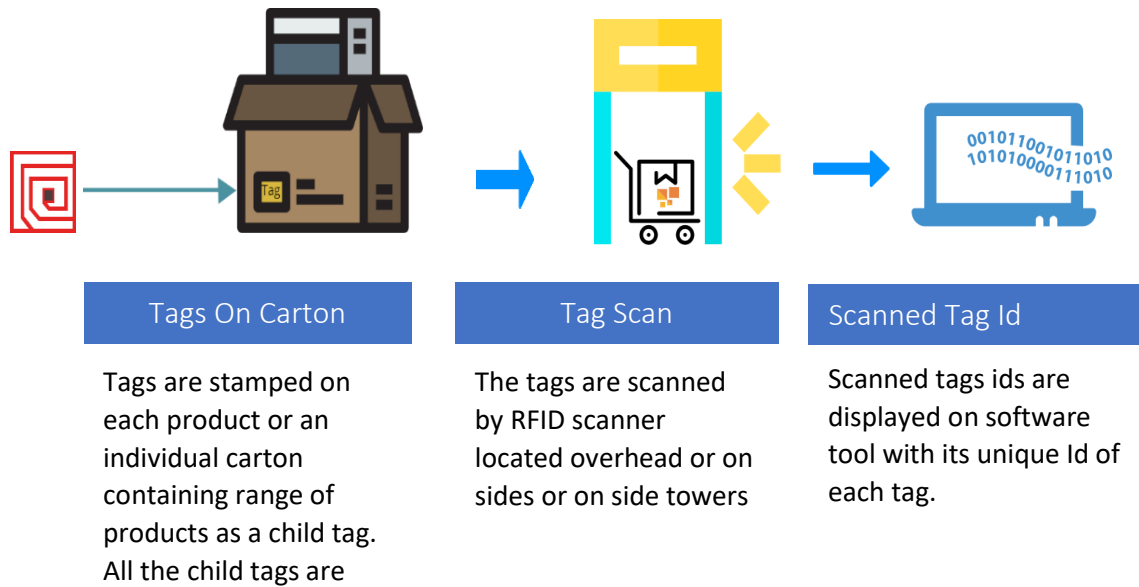 Tag
001011001011010
101010000111010
Tags On Carton
Tag Scan
Scanned Tag Id
Tags are stamped on
each product or an
individual carton
containing range of
products as a child tag.
All the child tags are
The tags are scanned
by RFID scanner
located overhead or on
sides or on side towers
Scanned tags ids are
displayed on software
tool with its unique Id of
each tag.